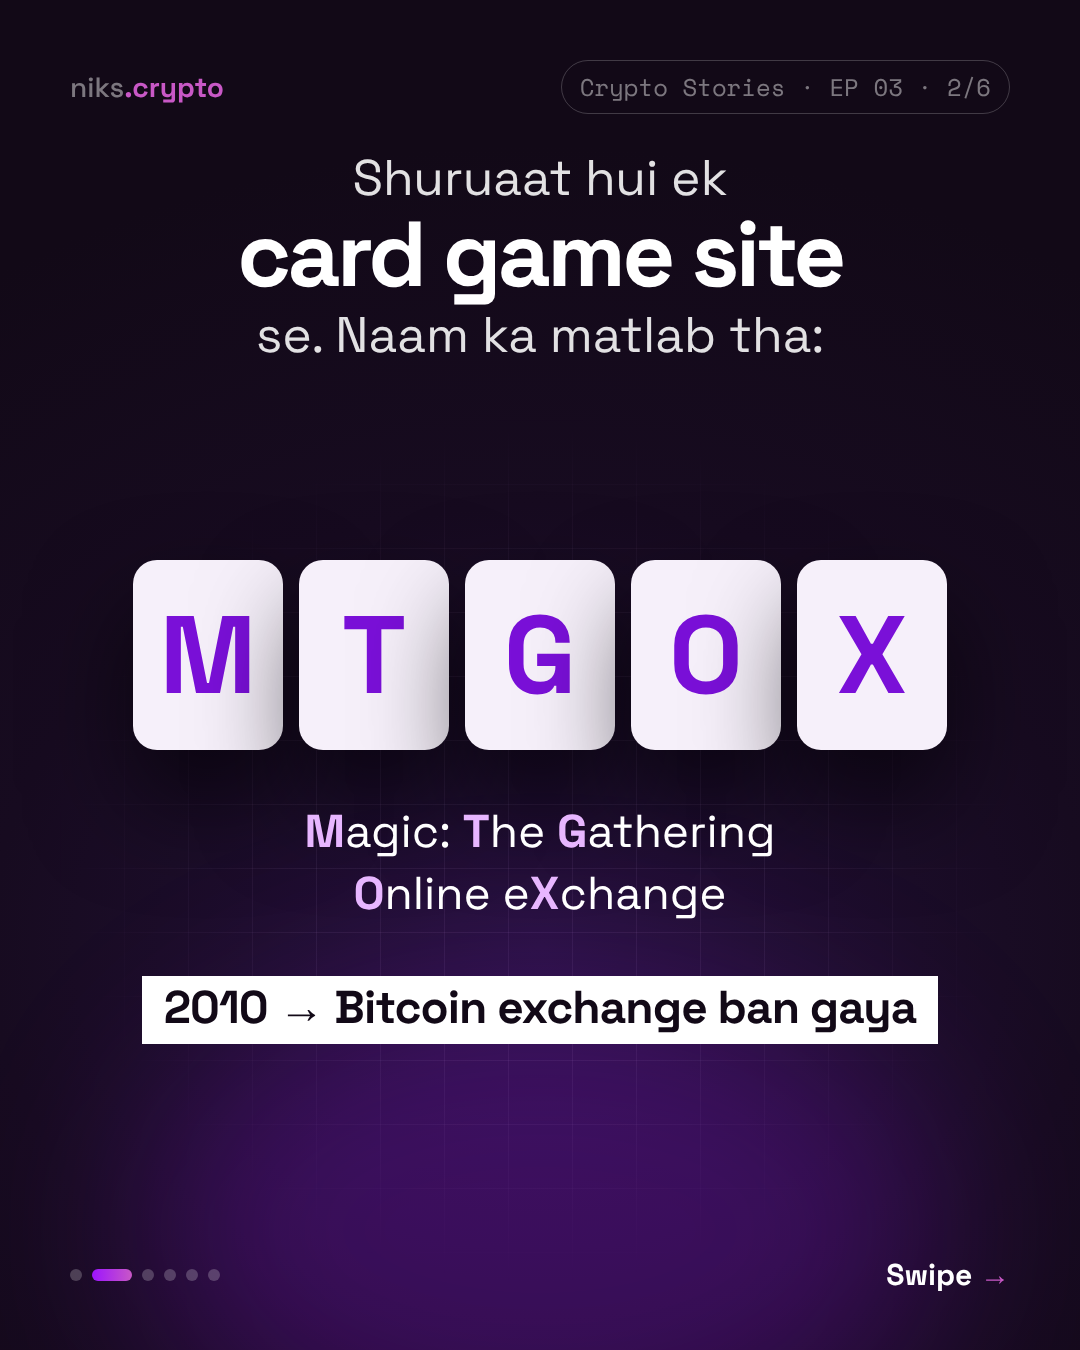 niks.crypto
Crypto Stories · EP 03 · 2/6
Shuruaat hui ek
card game site
se. Naam ka matlab tha:
M T G O X
Magic: The Gathering
Online eXchange
2010 → Bitcoin exchange ban gaya
Swipe →